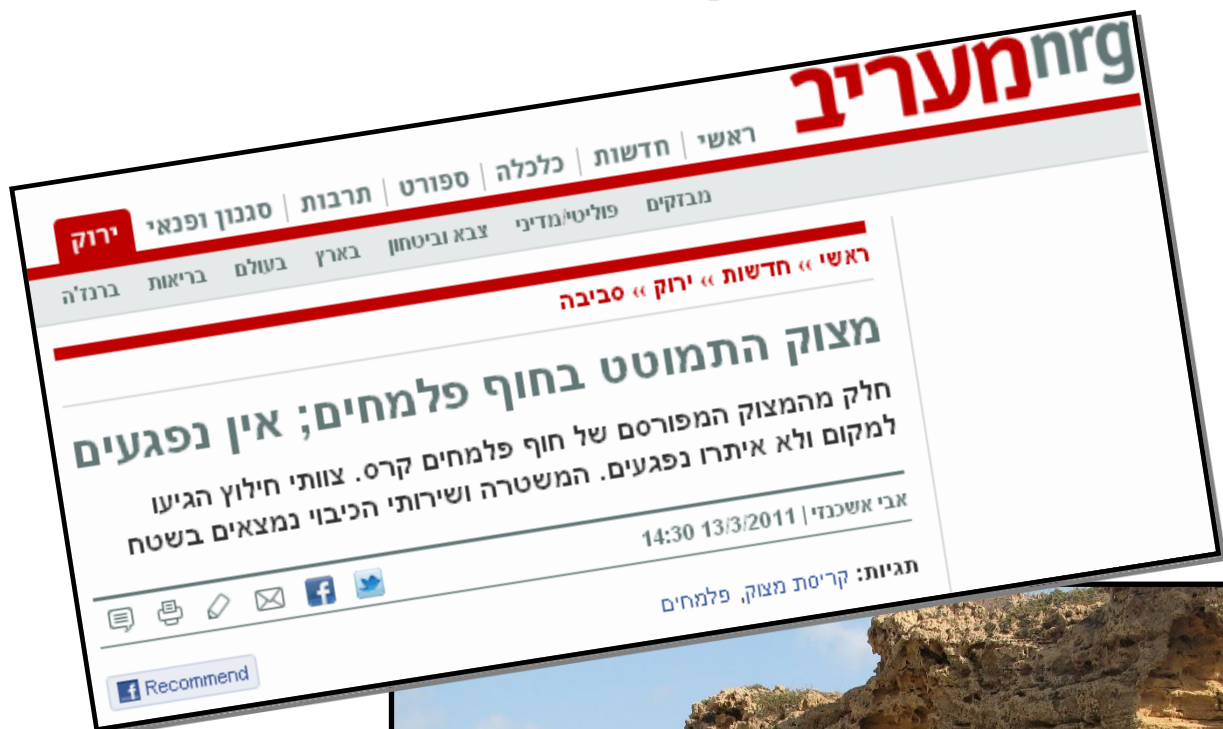 nrg מעריב
ראשי | חדשות | כלכלה | ספורט | תרבות | סגנון ופנאי ירוק
מבזקים פוליטי/מדיני צבא וביטחון בארץ בעולם בריאות ברנז'ה
ראשי » חדשות » ירוק » סביבה
מצוק התמוטט בחוף פלמחים; אין נפגעים
חלק מהמצוק המפורסם של חוף פלמחים קרס. צוותי חילוץ הגיעו
למקום ולא איתרו נפגעים. המשטרה ושירותי הכיבוי נמצאים בשטח
אבי אשכנזי | 13/3/2011 14:30
תגיות: קריסת מצוק, פלמחים
Recommend